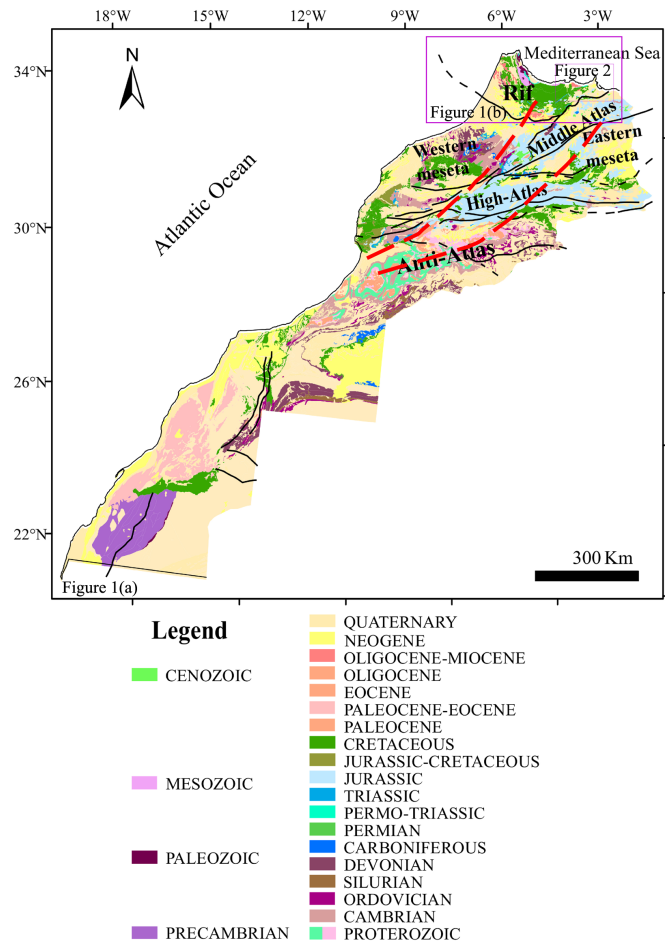 18°W 15°W 12°W 9°W 6°W 3°W
N
Mediterranean Sea
34°N
Figure 2
Rif
Figure 1(b)
Middle Atlas
Western
meseta
Eastern
meseta
Atlantic Ocean
High-Atlas
30°N
Anti-Atlas
26°N
22°N
300 Km
Figure 1(a)
Legend
CENOZOIC
MESOZOIC
PALEOZOIC
PRECAMBRIAN
QUATERNARY
NEOGENE
OLIGOCENE-MIOCENE
OLIGOCENE
EOCENE
PALEOCENE-EOCENE
PALEOCENE
CRETACEOUS
JURASSIC-CRETACEOUS
JURASSIC
TRIASSIC
PERMO-TRIASSIC
PERMIAN
CARBONIFEROUS
DEVONIAN
SILURIAN
ORDOVICIAN
CAMBRIAN
PROTEROZOIC